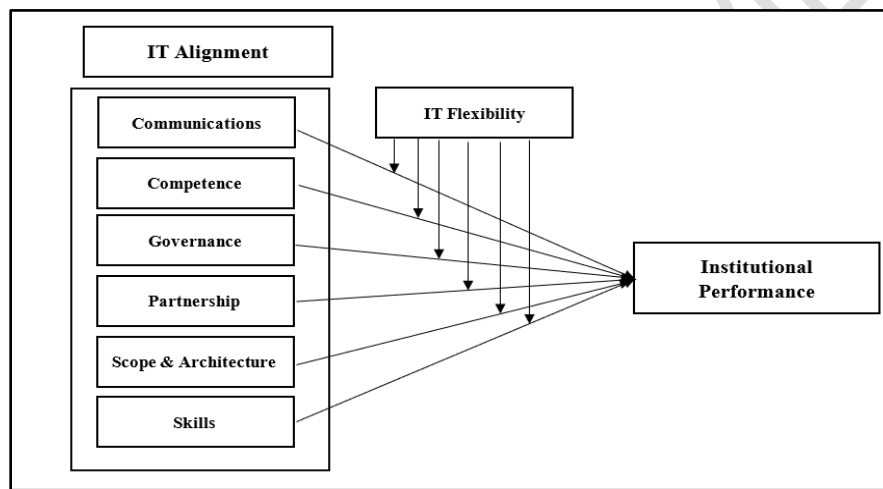 IT Alignment
Communications
IT Flexibility
Competence
Governance
Institutional
Performance
Partnership
Scope & Architecture
Skills